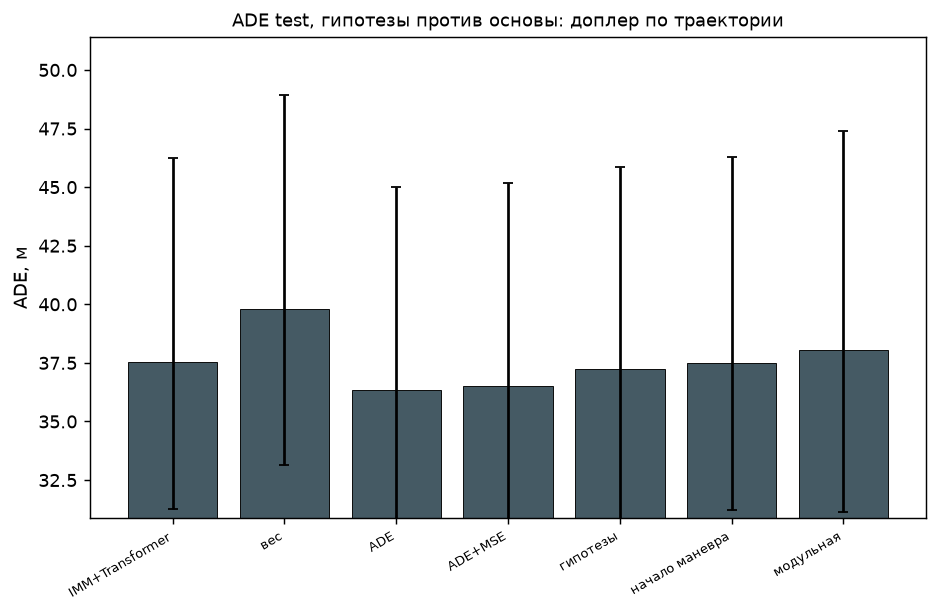 ADE test, гипотезы против основы: доплер по траектории
ADE, м
50.0
47.5
45.0
42.5
40.0
37.5
35.0
32.5
IMM+Transformer
вес
ADE
ADE+MSE
гипотезы
начало маневра
модульная